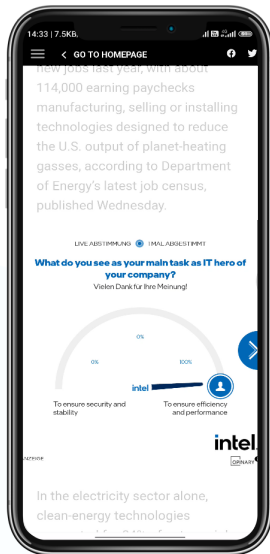 14:33 | 7.5KB.
GO TO HOMEPAGE
new jobs last year, with about
114,000 earning paychecks
manufacturing, selling or installing
technologies designed to reduce
the U.S. output of planet-heating
gasses, according to Department
of Energy's latest job census,
published Wednesday.
LIVE ABSTIMMUNG 1 MAL ABGESTIMMT
What do you see as your main task as IT hero of
your company?
Vielen Dank für Ihre Meinung!
0%
0% 100%
intel
To ensure security and
stability
To ensure efficiency
and performance
intel.
ANZEIGE
OPINARY
In the electricity sector alone,
clean-energy technologies